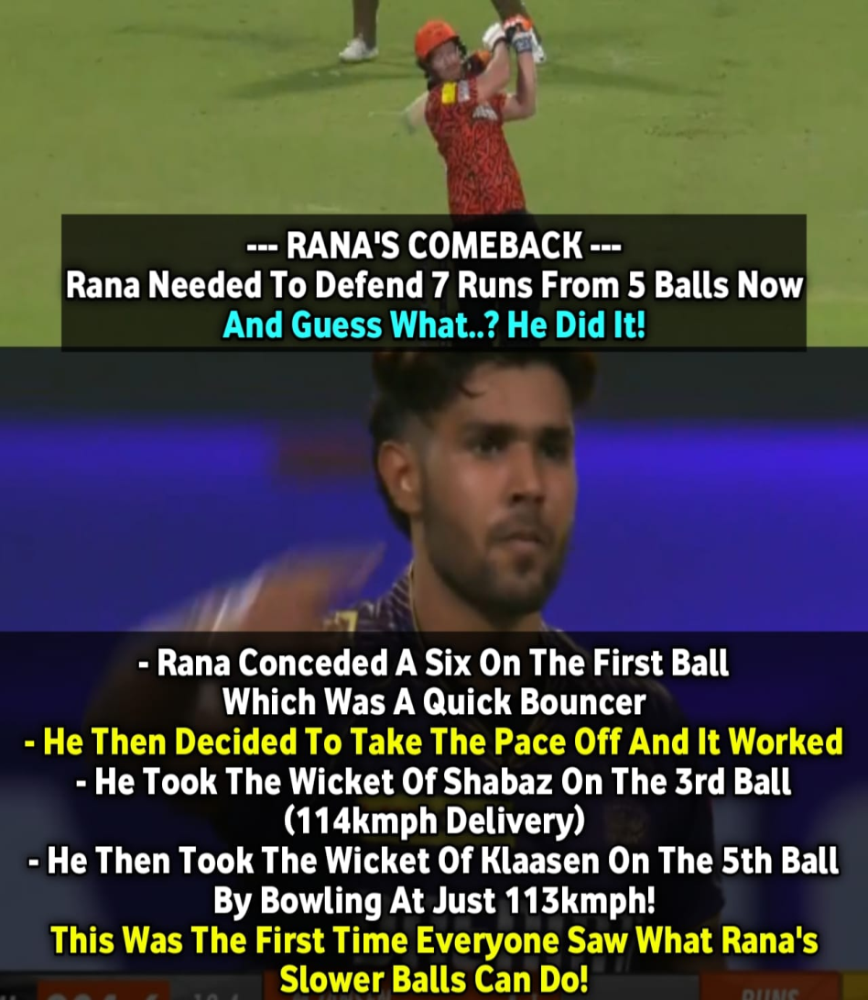 --- RANA'S COMEBACK ---
Rana Needed To Defend 7 Runs From 5 Balls Now
And Guess What..? He Did It!
- Rana Conceded A Six On The First Ball
Which Was A Quick Bouncer
- He Then Decided To Take The Pace Off And It Worked
- He Took The Wicket Of Shabaz On The 3rd Ball
(114kmph Delivery)
- He Then Took The Wicket Of Klaasen On The 5th Ball
By Bowling At Just 113kmph!
This Was The First Time Everyone Saw What Rana's
Slower Balls Can Do!
RUNS